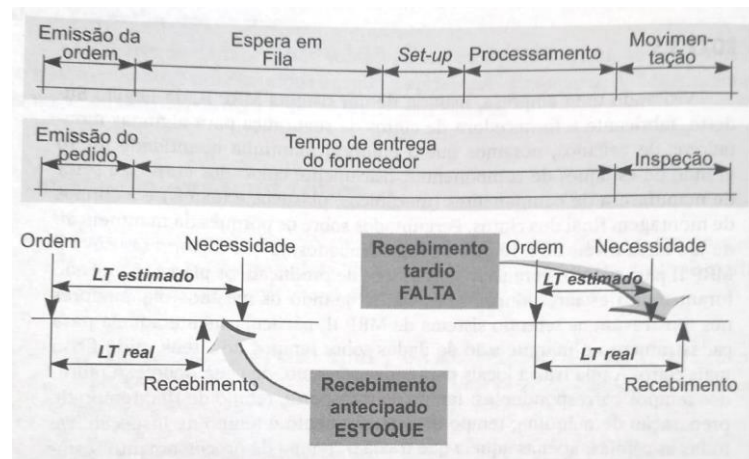 Emissão da
ordem
Espera em
Fila
Set-up
Processamento
Movimen-
tação
Emissão do
pedido
Tempo de entrega
do fornecedor
Inspeção
Ordem
Necessidade
LT estimado
LT real
Recebimento
Recebimento
tardio
FALTA
Recebimento
antecipado
ESTOQUE
Ordem
Necessidade
LT estimado
LT real
Recebimento